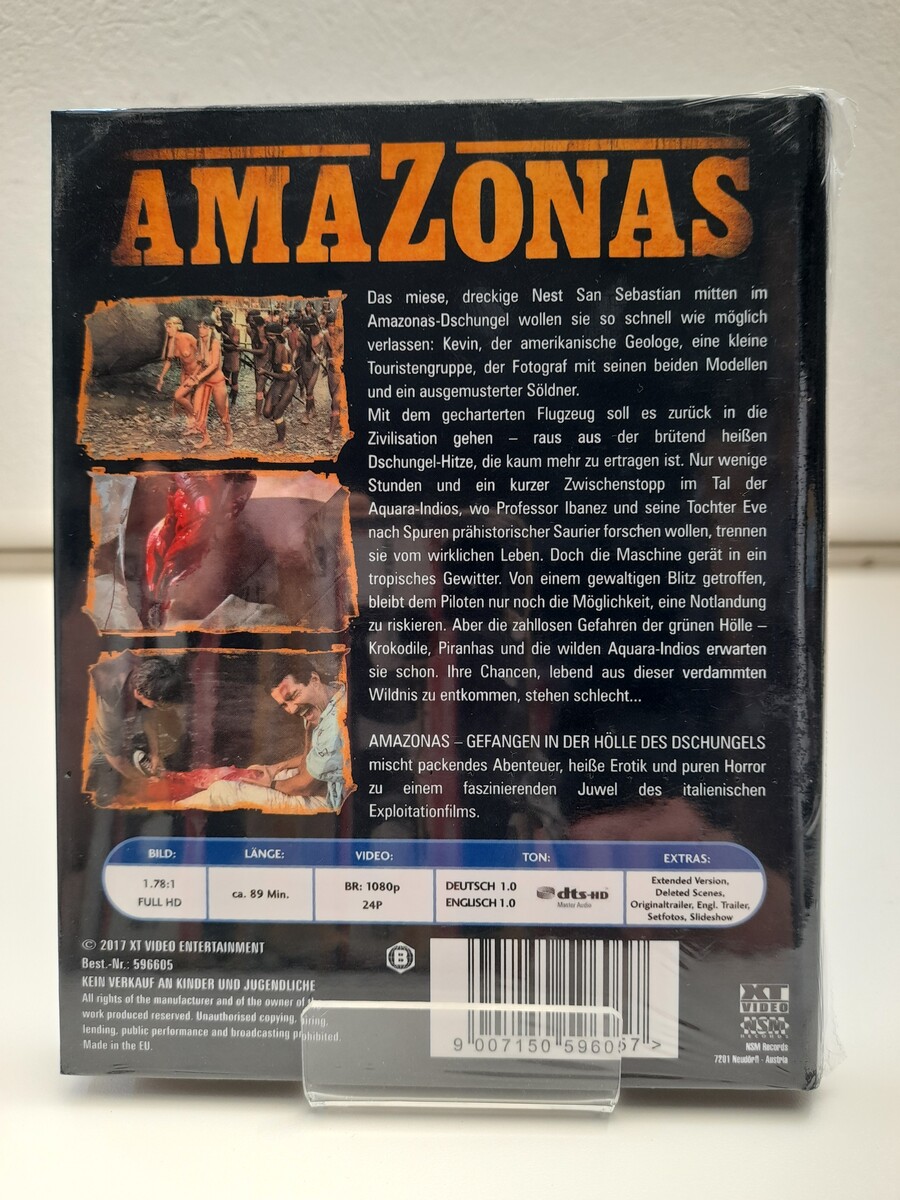 AMAZONAS
Das miese, dreckige Nest San Sebastian mitten im
Amazonas-Dschungel wollen sie so schnell wie möglich
verlassen: Kevin, der amerikanische Geologe, eine kleine
Touristengruppe, der Fotograf mit seinen beiden Modellen
und ein ausgemusterter Söldner.
Mit dem gecharterten Flugzeug soll es zurück in die
Zivilisation gehen – raus aus der brütend heißen
Dschungel-Hitze, die kaum mehr zu ertragen ist. Nur wenige
Stunden und ein kurzer Zwischenstopp im Tal der
Aquara-Indios, wo Professor Ibanez und seine Tochter Eve
nach Spuren prähistorischer Saurier forschen wollen, trennen
sie vom wirklichen Leben. Doch die Maschine gerät in ein
tropisches Gewitter. Von einem gewaltigen Blitz getroffen,
bleibt dem Piloten nur noch die Möglichkeit, eine Notlandung
zu riskieren. Aber die zahllosen Gefahren der grünen Hölle –
Krokodile, Piranhas und die wilden Aquara-Indios erwarten
sie schon. Ihre Chancen, lebend aus dieser verdammten
Wildnis zu entkommen, stehen schlecht...
AMAZONAS – GEFANGEN IN DER HÖLLE DES DSCHUNGELS
mischt packendes Abenteuer, heiße Erotik und puren Horror
zu einem faszinierenden Juwel des italienischen
Exploitationfilms.
BILD:
1.78:1
FULL HD
LÄNGE:
ca. 89 Min.
VIDEO:
BR: 1080p
24P
TON:
DEUTSCH 1.0
ENGLISCH 1.0
dts-HD
Master Audio
EXTRAS:
Extended Version,
Deleted Scenes,
Originaltrailer, Engl. Trailer,
Setfotos, Slideshow
© 2017 XT VIDEO ENTERTAINMENT
Best.-Nr.: 596605
KEIN VERKAUF AN KINDER UND JUGENDLICHE
All rights of the manufacturer and of the owner of
work produced reserved. Unauthorised copying,
lending, public performance and broadcasting prohibited.
Made in the EU.
B
9 007150 596057 >
XT
VIDEO
NSM
RECORDS
NSM Records
7201 Neudörfl - Austria